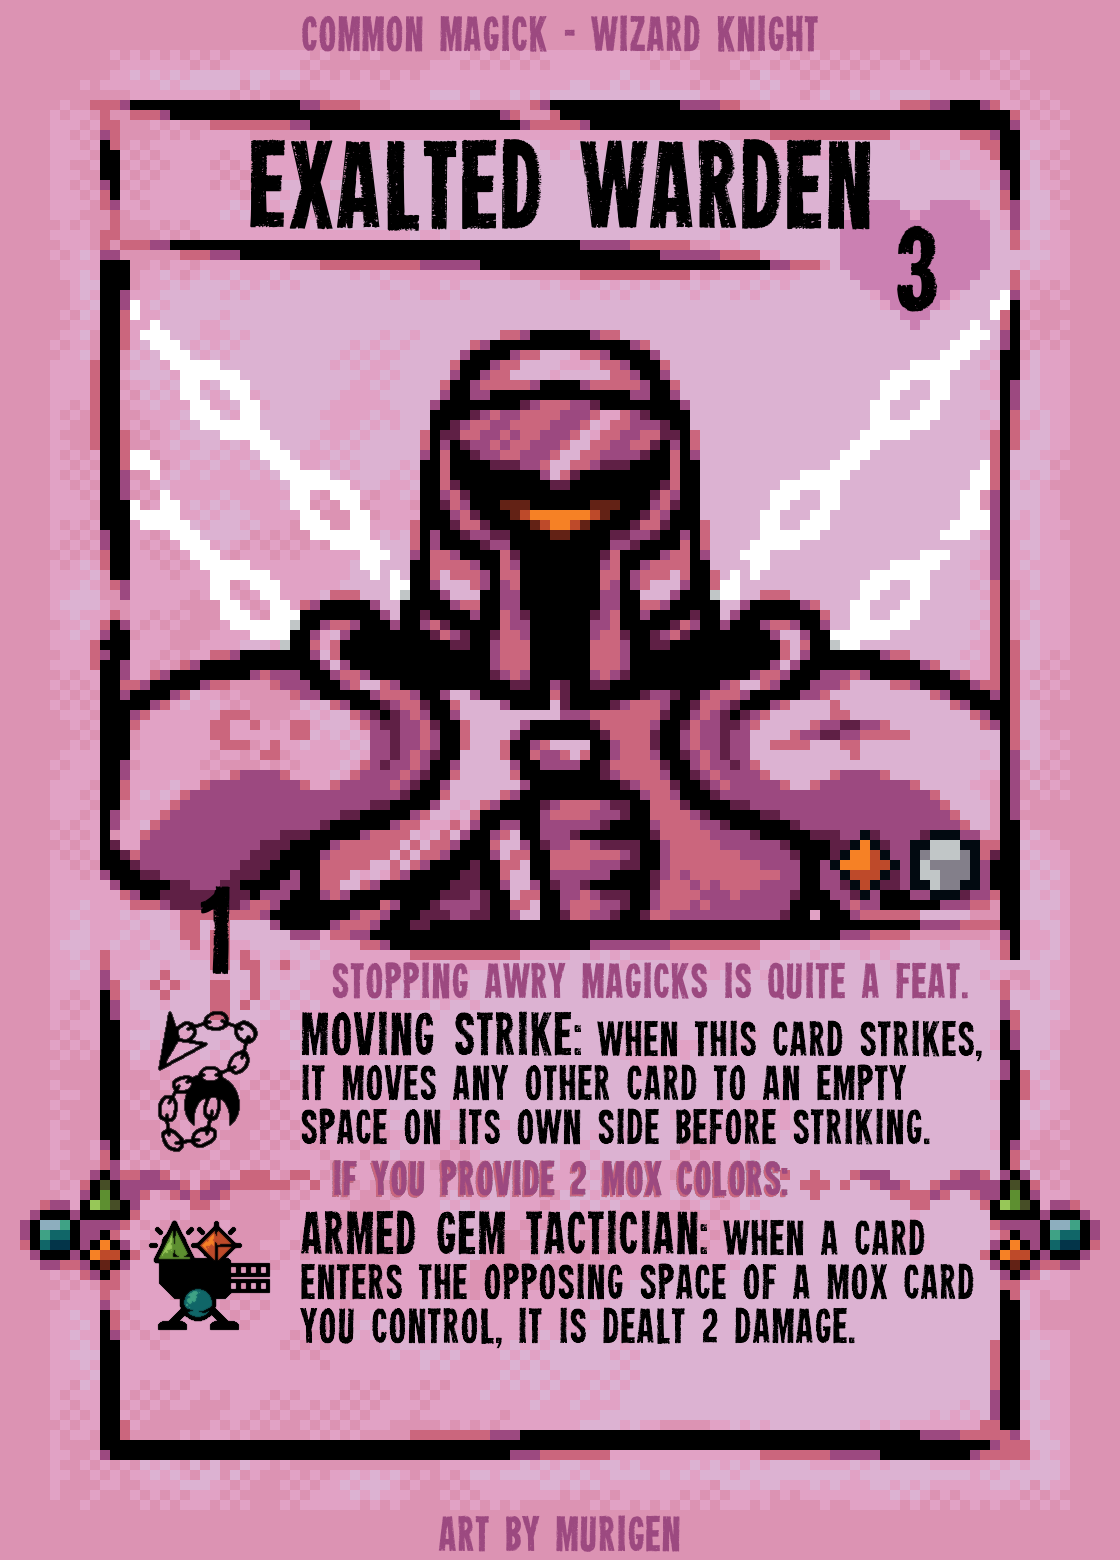 COMMON MAGICK - WIZARD KNIGHT
EXALTED WARDEN
3
1
STOPPING AWRY MAGICKS IS QUITE A FEAT.
MOVING STRIKE: WHEN THIS CARD STRIKES,
IT MOVES ANY OTHER CARD TO AN EMPTY
SPACE ON ITS OWN SIDE BEFORE STRIKING.
IF YOU PROVIDE 2 MOX COLORS:
ARMED GEM TACTICIAN: WHEN A CARD
ENTERS THE OPPOSING SPACE OF A MOX CARD
YOU CONTROL, IT IS DEALT 2 DAMAGE.
ART BY MURIGEN